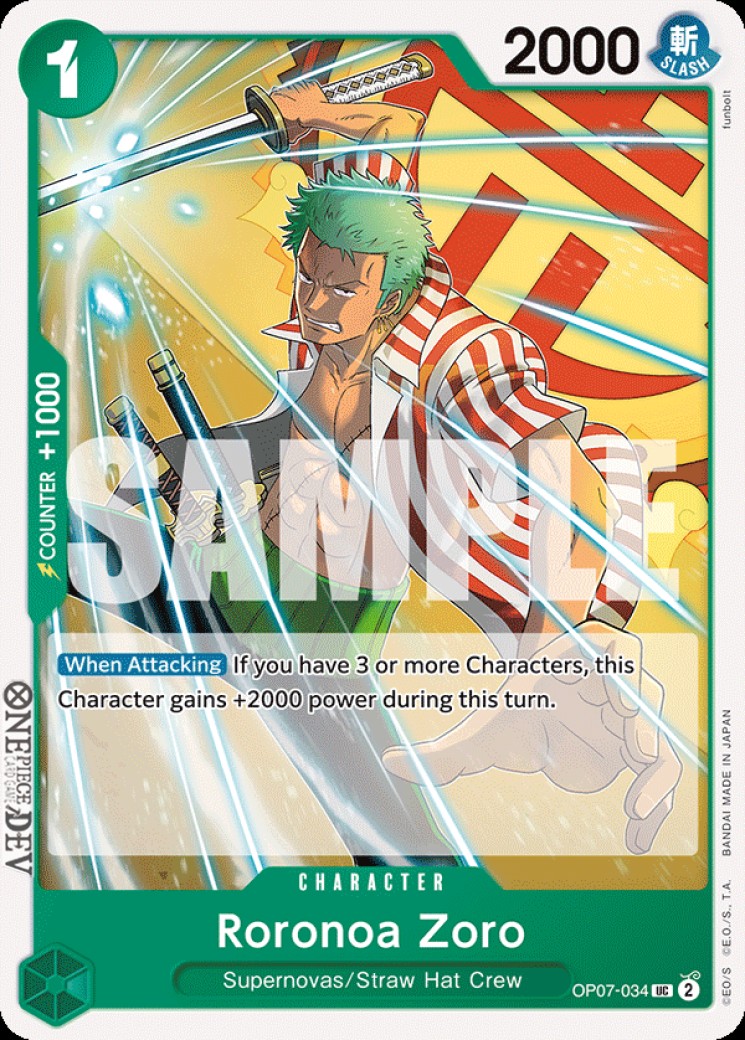 1
2000
斬
SLASH
funbolt
COUNTER +1000
SAMPLE
When Attacking If you have 3 or more Characters, this
Character gains +2000 power during this turn.
ONE PIECE
CARD GAME
/DEV
BANDAI MADE IN JAPAN
©E.O./S., T.A.
©EO/S
CHARACTER
Roronoa Zoro
Supernovas/Straw Hat Crew
OP07-034 UC 2